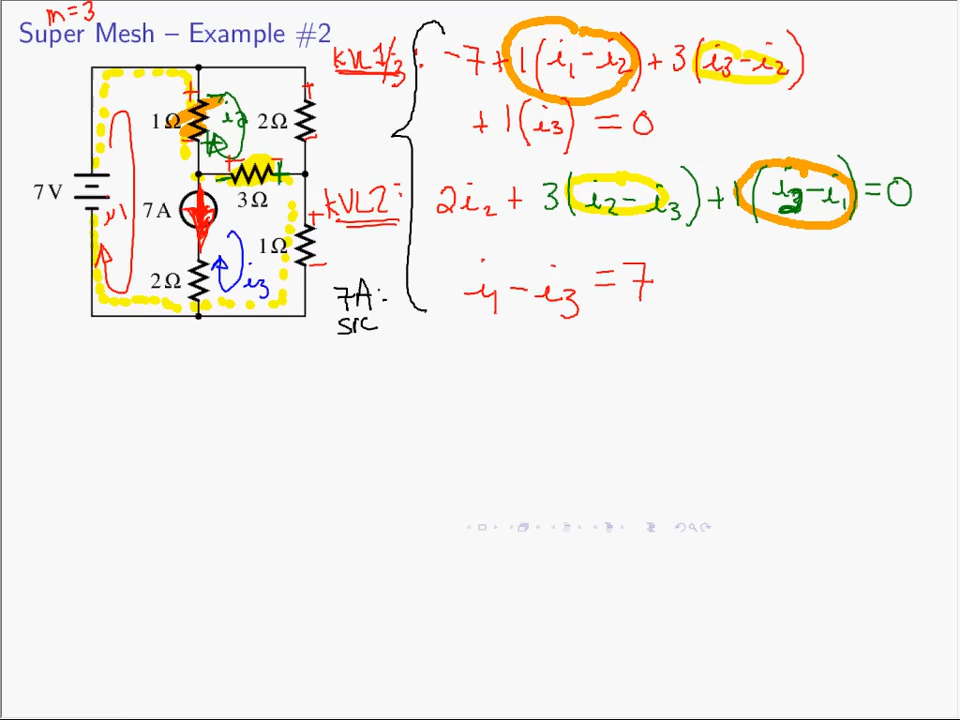 m=3
Super Mesh – Example #2
KVL 1/3: -7 + 1(i1 - i2) + 3(i3 - i2)
+ 1(i3) = 0
1Ω i2 2Ω
7V 7A 3Ω
KVL2: 2i2 + 3(i2 - i3) + 1(i2 - i1) = 0
i1 1Ω
2Ω i3
7A: i1 - i3 = 7
src